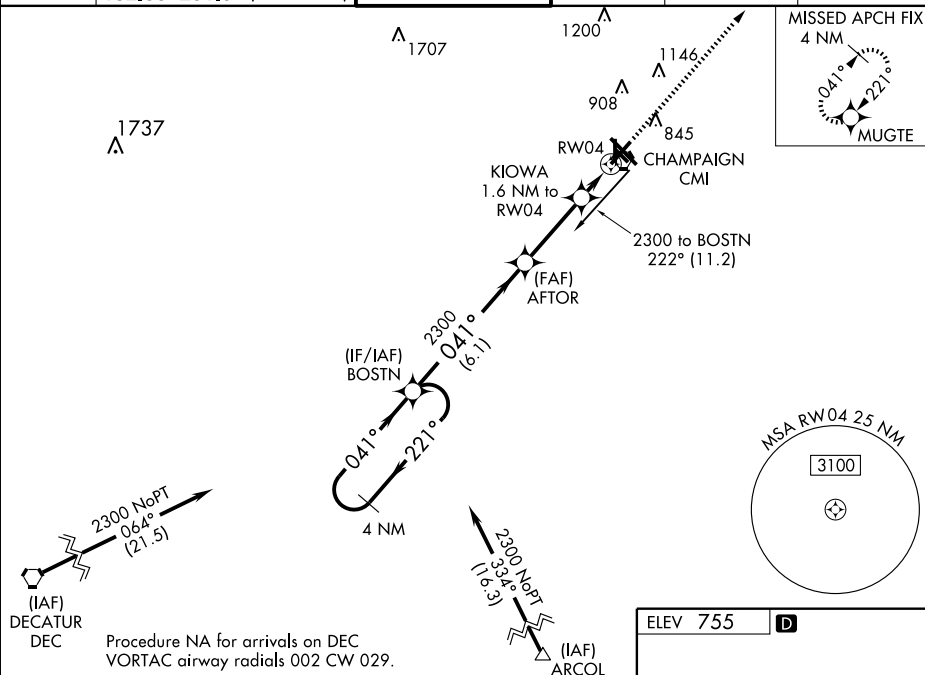 1707
1200
1146
908
845
1737
MISSED APCH FIX
4 NM
041°
221°
MUGTE
RW04
CHAMPAIGN
CMI
KIOWA
1.6 NM to
RW04
2300 to BOSTN
222° (11.2)
(FAF)
AFTOR
2300
041°
(6.1)
(IF/IAF)
BOSTN
041°
221°
4 NM
MSA RW04 25 NM
3100
2300 NoPT
064°
(21.5)
(IAF)
DECATUR
DEC
2300 NoPT
334°
(16.3)
(IAF)
ARCOL
Procedure NA for arrivals on DEC
VORTAC airway radials 002 CW 029.
ELEV 755
D